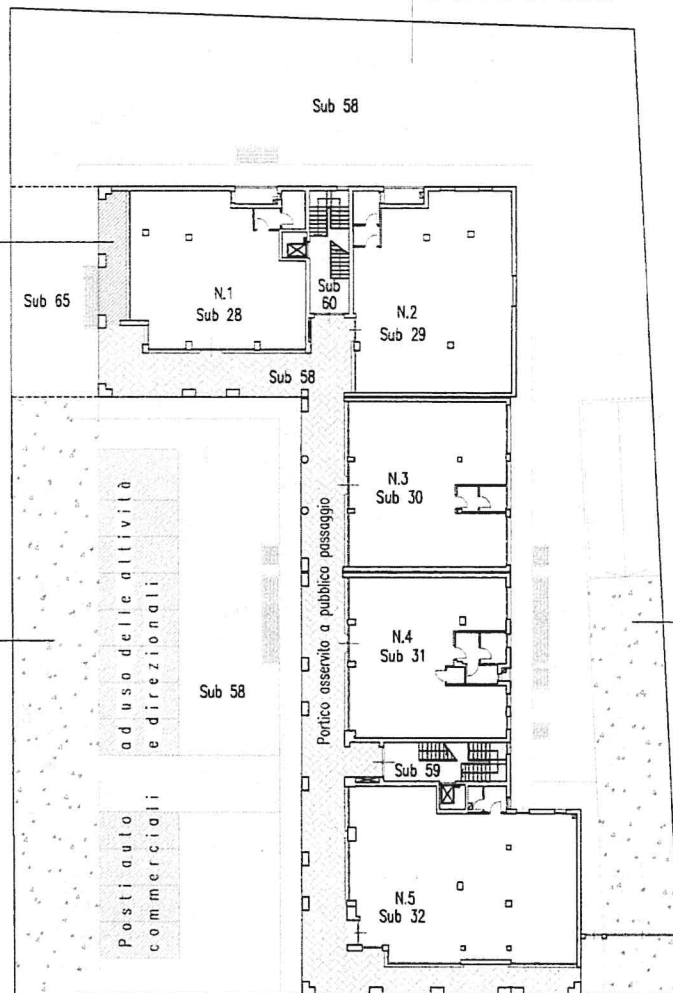 Sub 58
Sub 65
N.1
Sub 28
Sub
60
N.2
Sub 29
Sub 58
N.3
Sub 30
Portico asservito a pubblico passaggio
N.4
Sub 31
Sub 58
Posti auto ad uso delle attività
commerciali e direzionali
Sub 59
N.5
Sub 32